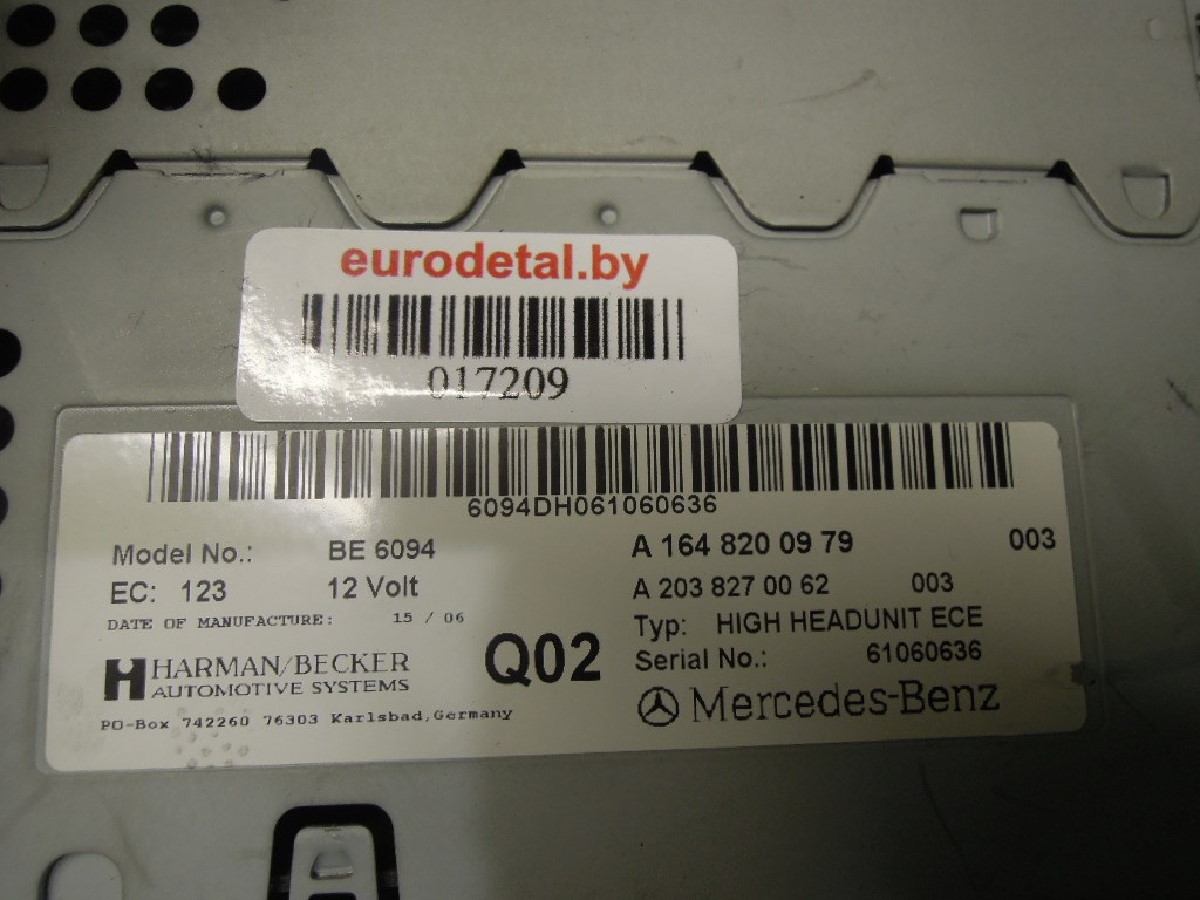 eurodetal.by
017209
6094DH061060636
Model No.: BE 6094
A 164 820 09 79 003
EC: 123 12 Volt
A 203 827 00 62 003
DATE OF MANUFACTURE: 15 / 06
Typ: HIGH HEADUNIT ECE
Q02
Serial No.: 61060636
HARMAN/BECKER
AUTOMOTIVE SYSTEMS
Mercedes-Benz
PO-Box 742260 76303 Karlsbad,Germany